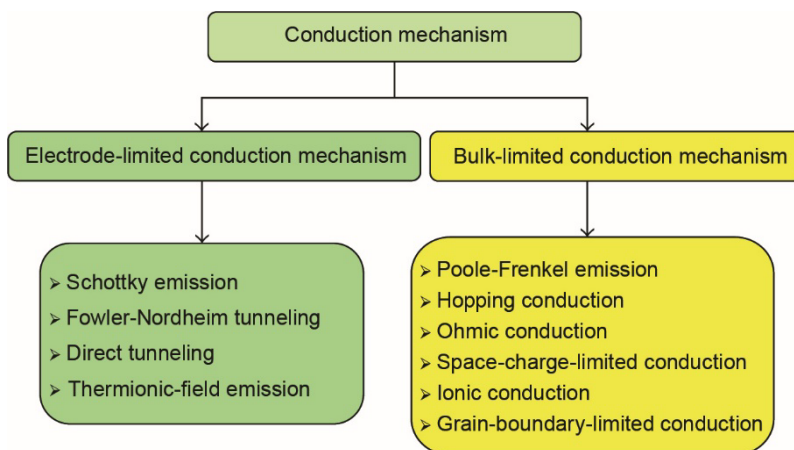 Conduction mechanism
Electrode-limited conduction mechanism
Bulk-limited conduction mechanism
➢ Schottky emission
➢ Fowler-Nordheim tunneling
➢ Direct tunneling
➢ Thermionic-field emission
➢ Poole-Frenkel emission
➢ Hopping conduction
➢ Ohmic conduction
➢ Space-charge-limited conduction
➢ Ionic conduction
➢ Grain-boundary-limited conduction